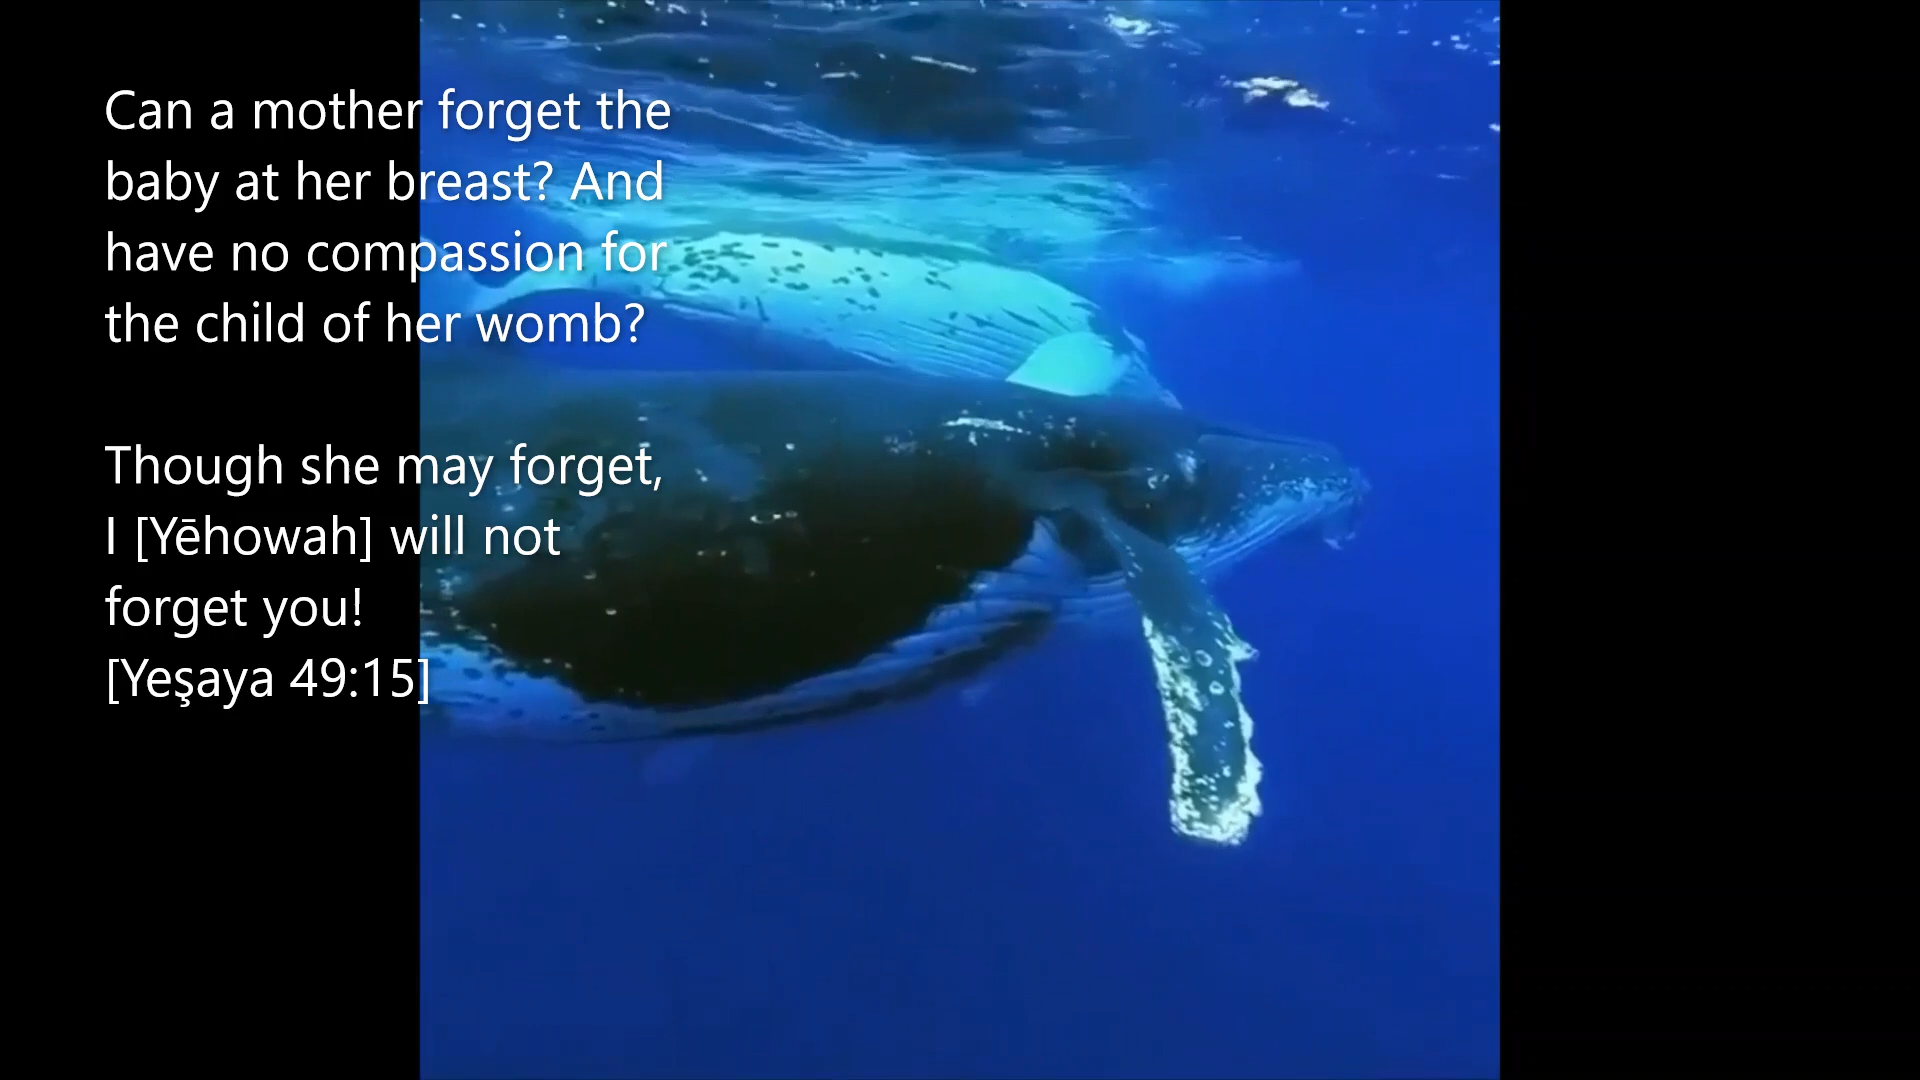 Can a mother forget the
baby at her breast? And
have no compassion for
the child of her womb?
Though she may forget,
I [Yēhowah] will not
forget you!
[Yeşaya 49:15]